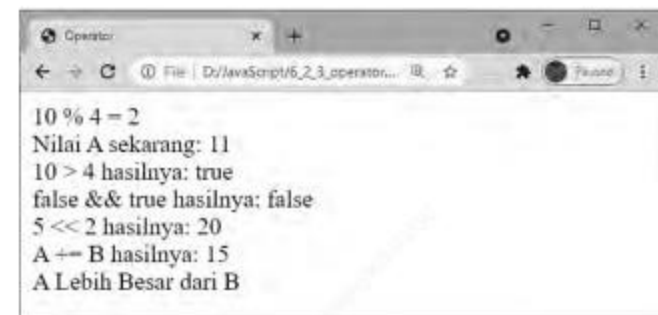 Operator
File D:/JavaScript/6_2_3_operator...
Paused
10 % 4 = 2
Nilai A sekarang: 11
10 > 4 hasilnya: true
false && true hasilnya: false
5 << 2 hasilnya: 20
A += B hasilnya: 15
A Lebih Besar dari B